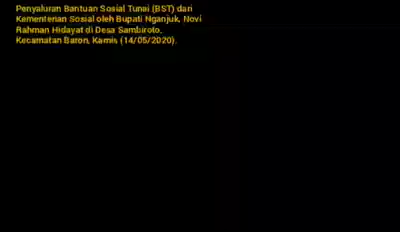 Penyaluran Bantuan Sosial Tunai (BST) dari
Kementerian Sosial oleh Bupati Nganjuk, Novi
Rahman Hidayat di Desa Sambiroto,
Kecamatan Baron, Kamis (14/05/2020).